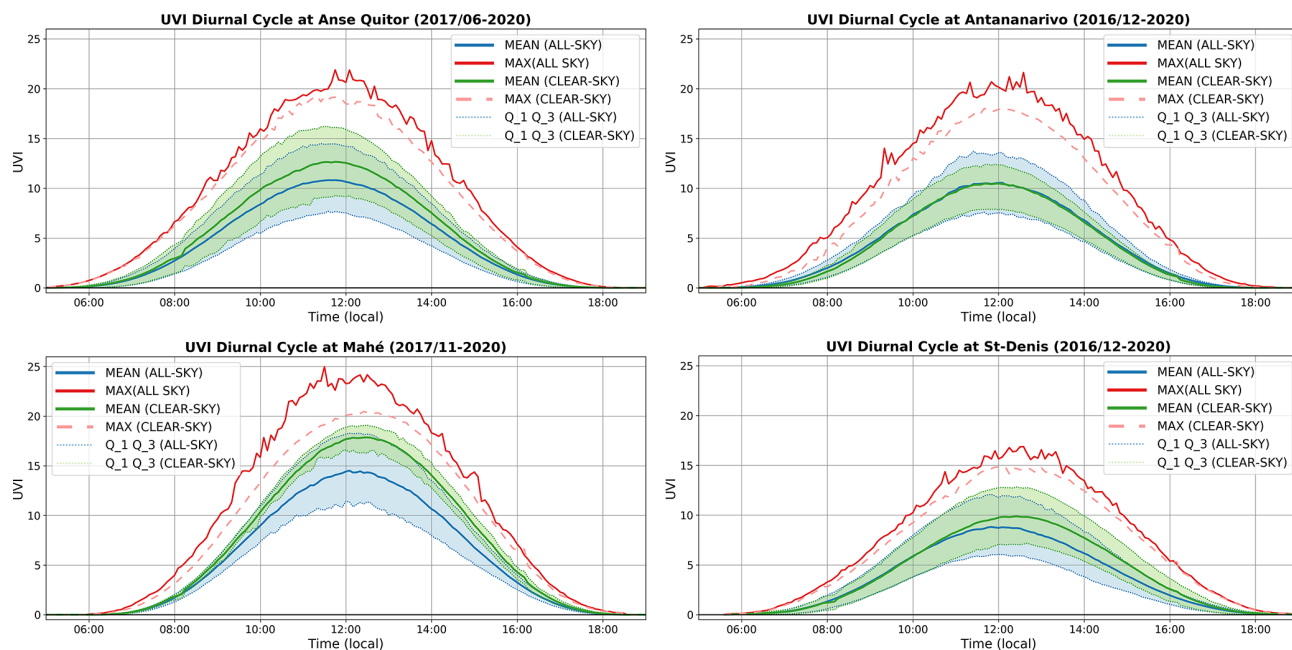 UVI Diurnal Cycle at Anse Quitor (2017/06-2020)
MEAN (ALL-SKY)
MAX(ALL SKY)
MEAN (CLEAR-SKY)
MAX (CLEAR-SKY)
Q_1 Q_3 (ALL-SKY)
Q_1 Q_3 (CLEAR-SKY)
UVI
25
20
15
10
5
0
06:00 08:00 10:00 12:00 14:00 16:00 18:00
Time (local)
UVI Diurnal Cycle at Antananarivo (2016/12-2020)
MEAN (ALL-SKY)
MAX(ALL SKY)
MEAN (CLEAR-SKY)
MAX (CLEAR-SKY)
Q_1 Q_3 (ALL-SKY)
Q_1 Q_3 (CLEAR-SKY)
UVI
25
20
15
10
5
0
06:00 08:00 10:00 12:00 14:00 16:00 18:00
Time (local)
UVI Diurnal Cycle at Mahé (2017/11-2020)
MEAN (ALL-SKY)
MAX(ALL SKY)
MEAN (CLEAR-SKY)
MAX (CLEAR-SKY)
Q_1 Q_3 (ALL-SKY)
Q_1 Q_3 (CLEAR-SKY)
UVI
25
20
15
10
5
0
06:00 08:00 10:00 12:00 14:00 16:00 18:00
Time (local)
UVI Diurnal Cycle at St-Denis (2016/12-2020)
MEAN (ALL-SKY)
MAX(ALL SKY)
MEAN (CLEAR-SKY)
MAX (CLEAR-SKY)
Q_1 Q_3 (ALL-SKY)
Q_1 Q_3 (CLEAR-SKY)
UVI
25
20
15
10
5
0
06:00 08:00 10:00 12:00 14:00 16:00 18:00
Time (local)